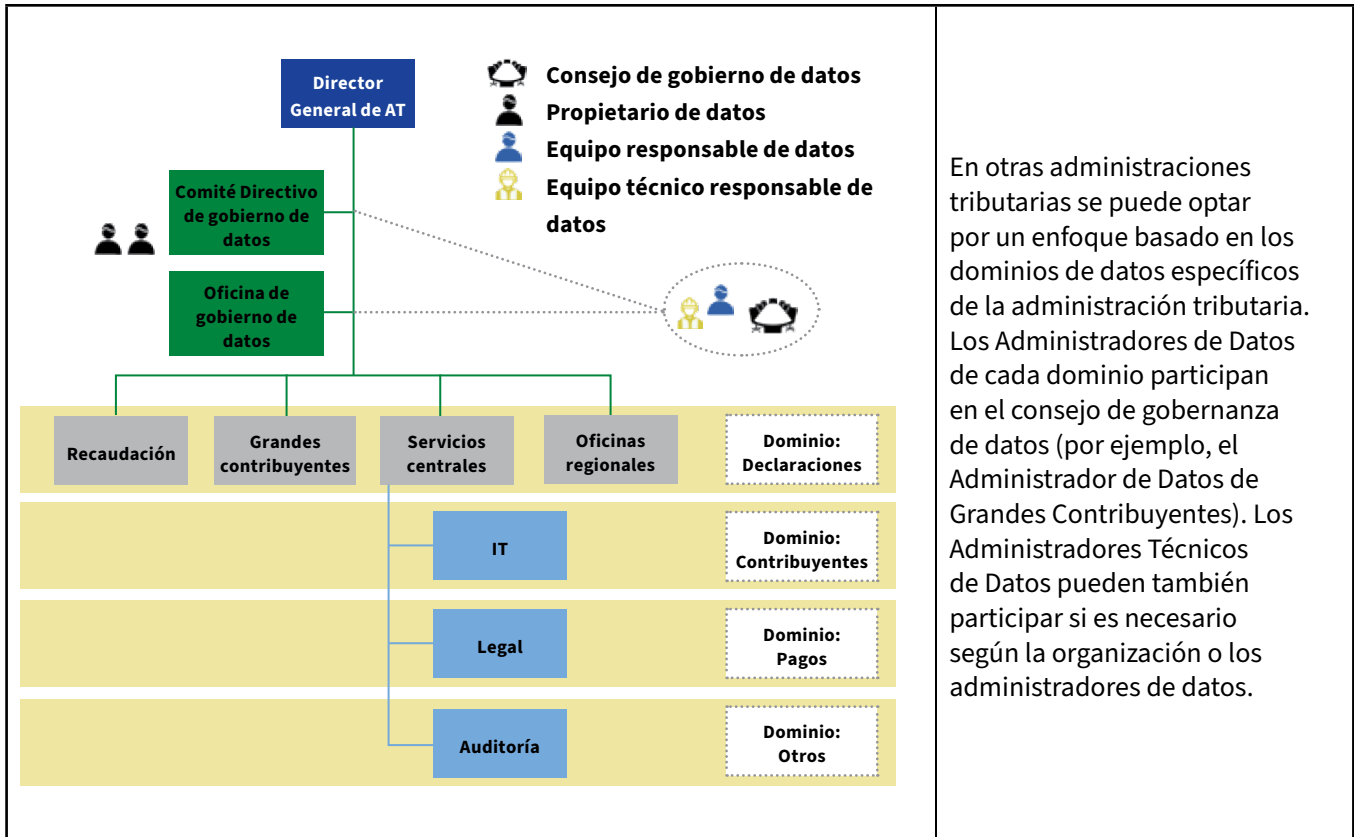 Director
General de AT
Consejo de gobierno de datos
Propietario de datos
Equipo responsable de datos
Equipo técnico responsable de
datos
Comité Directivo
de gobierno de
datos
Oficina de
gobierno de
datos
Recaudación
Grandes
contribuyentes
Servicios
centrales
Oficinas
regionales
Dominio:
Declaraciones
IT
Dominio:
Contribuyentes
Legal
Dominio:
Pagos
Auditoría
Dominio:
Otros
En otras administraciones
tributarias se puede optar
por un enfoque basado en los
dominios de datos específicos
de la administración tributaria.
Los Administradores de Datos
de cada dominio participan
en el consejo de gobernanza
de datos (por ejemplo, el
Administrador de Datos de
Grandes Contribuyentes). Los
Administradores Técnicos
de Datos pueden también
participar si es necesario
según la organización o los
administradores de datos.